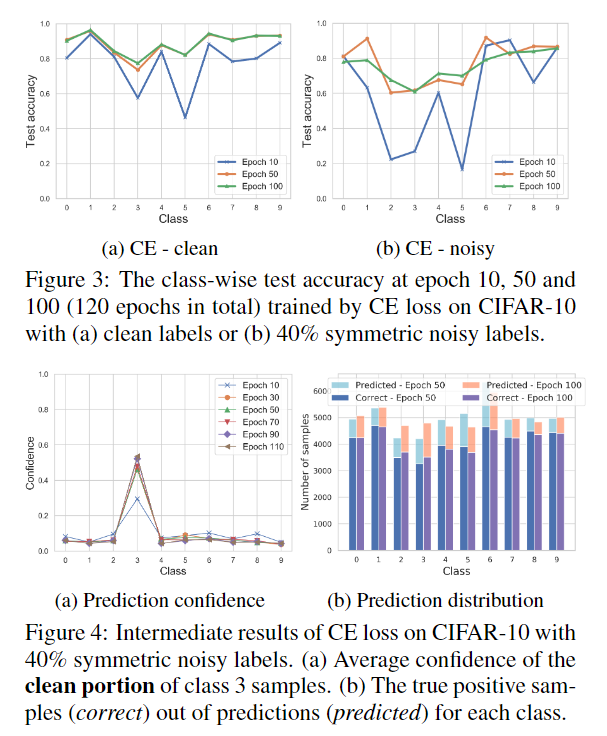 1.0
0.8
0.6
0.4
0.2
0.0
Test accuracy
Epoch 10
Epoch 50
Epoch 100
0 1 2 3 4 5 6 7 8 9
Class
1.0
0.8
0.6
0.4
0.2
0.0
Test accuracy
Epoch 10
Epoch 50
Epoch 100
0 1 2 3 4 5 6 7 8 9
Class
(a) CE - clean
(b) CE - noisy
Figure 3: The class-wise test accuracy at epoch 10, 50 and
100 (120 epochs in total) trained by CE loss on CIFAR-10
with (a) clean labels or (b) 40% symmetric noisy labels.
1.0
0.8
0.6
0.4
0.2
0.0
Confidence
Epoch 10
Epoch 30
Epoch 50
Epoch 70
Epoch 90
Epoch 110
0 1 2 3 4 5 6 7 8 9
Class
Predicted - Epoch 50
Correct - Epoch 50
Predicted - Epoch 100
Correct - Epoch 100
6000
5000
4000
3000
2000
1000
0
Number of samples
0 1 2 3 4 5 6 7 8 9
Class
(a) Prediction confidence
(b) Prediction distribution
Figure 4: Intermediate results of CE loss on CIFAR-10 with
40% symmetric noisy labels. (a) Average confidence of the
clean portion of class 3 samples. (b) The true positive sam-
ples (correct) out of predictions (predicted) for each class.